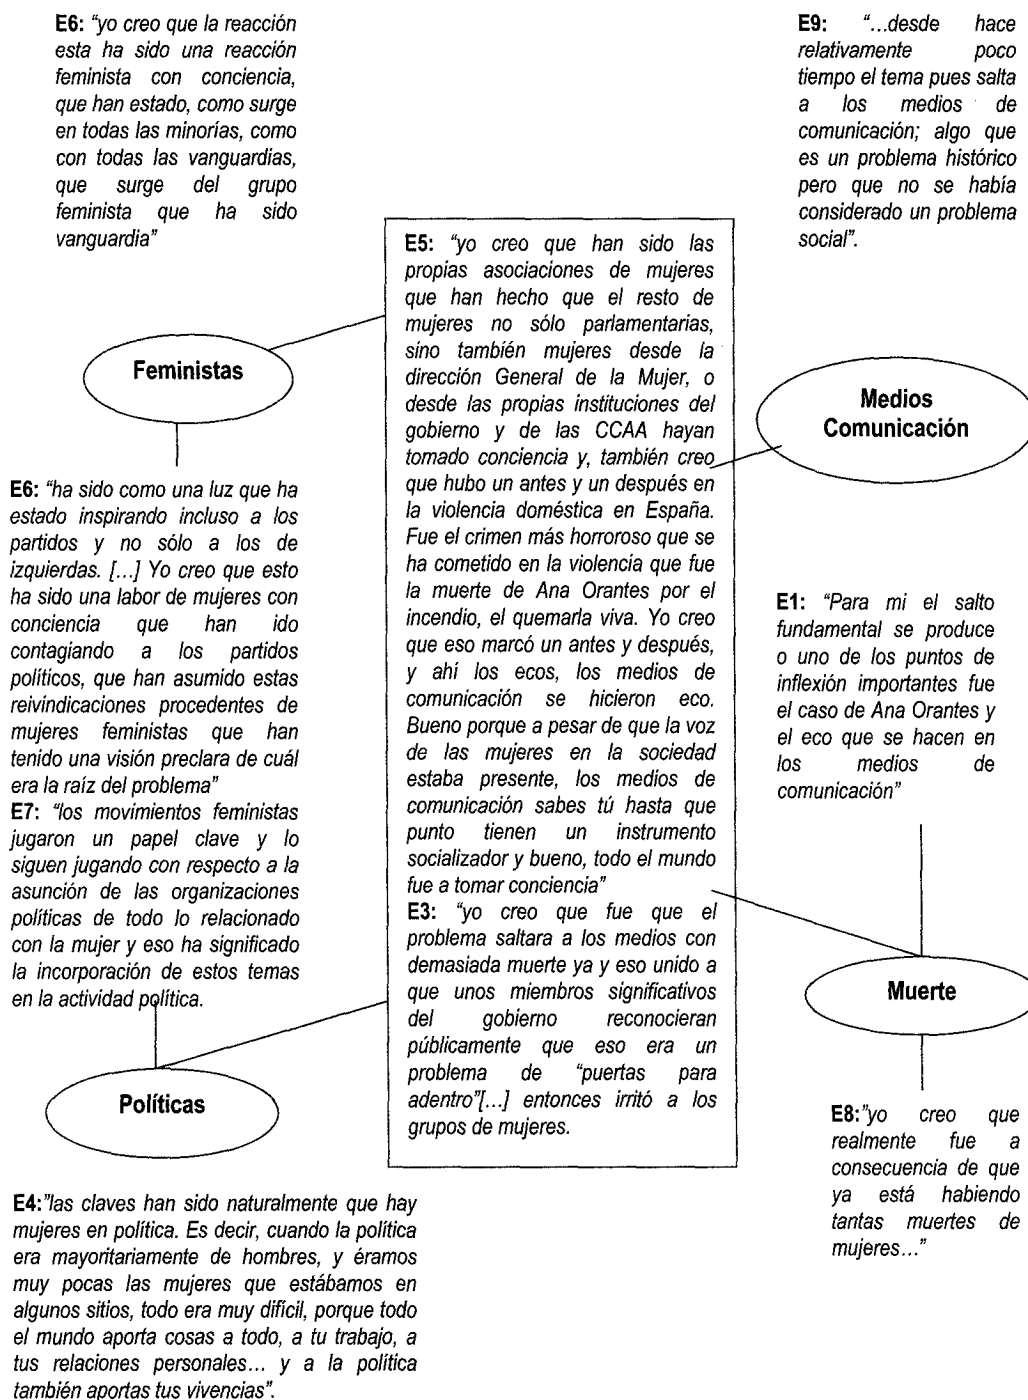 E6: “yo creo que la reacción
esta ha sido una reacción
feminista con conciencia,
que han estado, como surge
en todas las minorías, como
con todas las vanguardias,
que surge del grupo
feminista que ha sido
vanguardia”
E9: “...desde hace
relativamente poco
tiempo el tema pues salta
a los medios de
comunicación; algo que
es un problema histórico
pero que no se había
considerado un problema
social”.
Feministas
E5: “yo creo que han sido las
propias asociaciones de mujeres
que han hecho que el resto de
mujeres no sólo parlamentarias,
sino también mujeres desde la
dirección General de la Mujer, o
desde las propias instituciones del
gobierno y de las CCAA hayan
tomado conciencia y, también creo
que hubo un antes y un después en
la violencia doméstica en España.
Fue el crimen más horroroso que se
ha cometido en la violencia que fue
la muerte de Ana Orantes por el
incendio, el quemarla viva. Yo creo
que eso marcó un antes y después,
y ahí los ecos, los medios de
comunicación se hicieron eco.
Bueno porque a pesar de que la voz
de las mujeres en la sociedad
estaba presente, los medios de
comunicación sabes tú hasta que
punto tienen un instrumento
socializador y bueno, todo el mundo
fue a tomar conciencia”
E3: “yo creo que fue que el
problema saltara a los medios con
demasiada muerte ya y eso unido a
que unos miembros significativos
del gobierno reconocieran
públicamente que eso era un
problema de “puertas para
adentro”[...] entonces irritó a los
grupos de mujeres.
Medios
Comunicación
E6: “ha sido como una luz que ha
estado inspirando incluso a los
partidos y no sólo a los de
izquierdas. [...] Yo creo que esto
ha sido una labor de mujeres con
conciencia que han ido
contagiando a los partidos
políticos, que han asumido estas
reivindicaciones procedentes de
mujeres feministas que han
tenido una visión preclara de cuál
era la raíz del problema”
E7: “los movimientos feministas
jugaron un papel clave y lo
siguen jugando con respecto a la
asunción de las organizaciones
políticas de todo lo relacionado
con la mujer y eso ha significado
la incorporación de estos temas
en la actividad política.
E1: “Para mi el salto
fundamental se produce
o uno de los puntos de
inflexión importantes fue
el caso de Ana Orantes y
el eco que se hacen en
los medios de
comunicación”
Muerte
Políticas
E8:”yo creo que
realmente fue a
consecuencia de que
ya está habiendo
tantas muertes de
mujeres...”
E4:”las claves han sido naturalmente que hay
mujeres en política. Es decir, cuando la política
era mayoritariamente de hombres, y éramos
muy pocas las mujeres que estábamos en
algunos sitios, todo era muy difícil, porque todo
el mundo aporta cosas a todo, a tu trabajo, a
tus relaciones personales... y a la política
también aportas tus vivencias”.